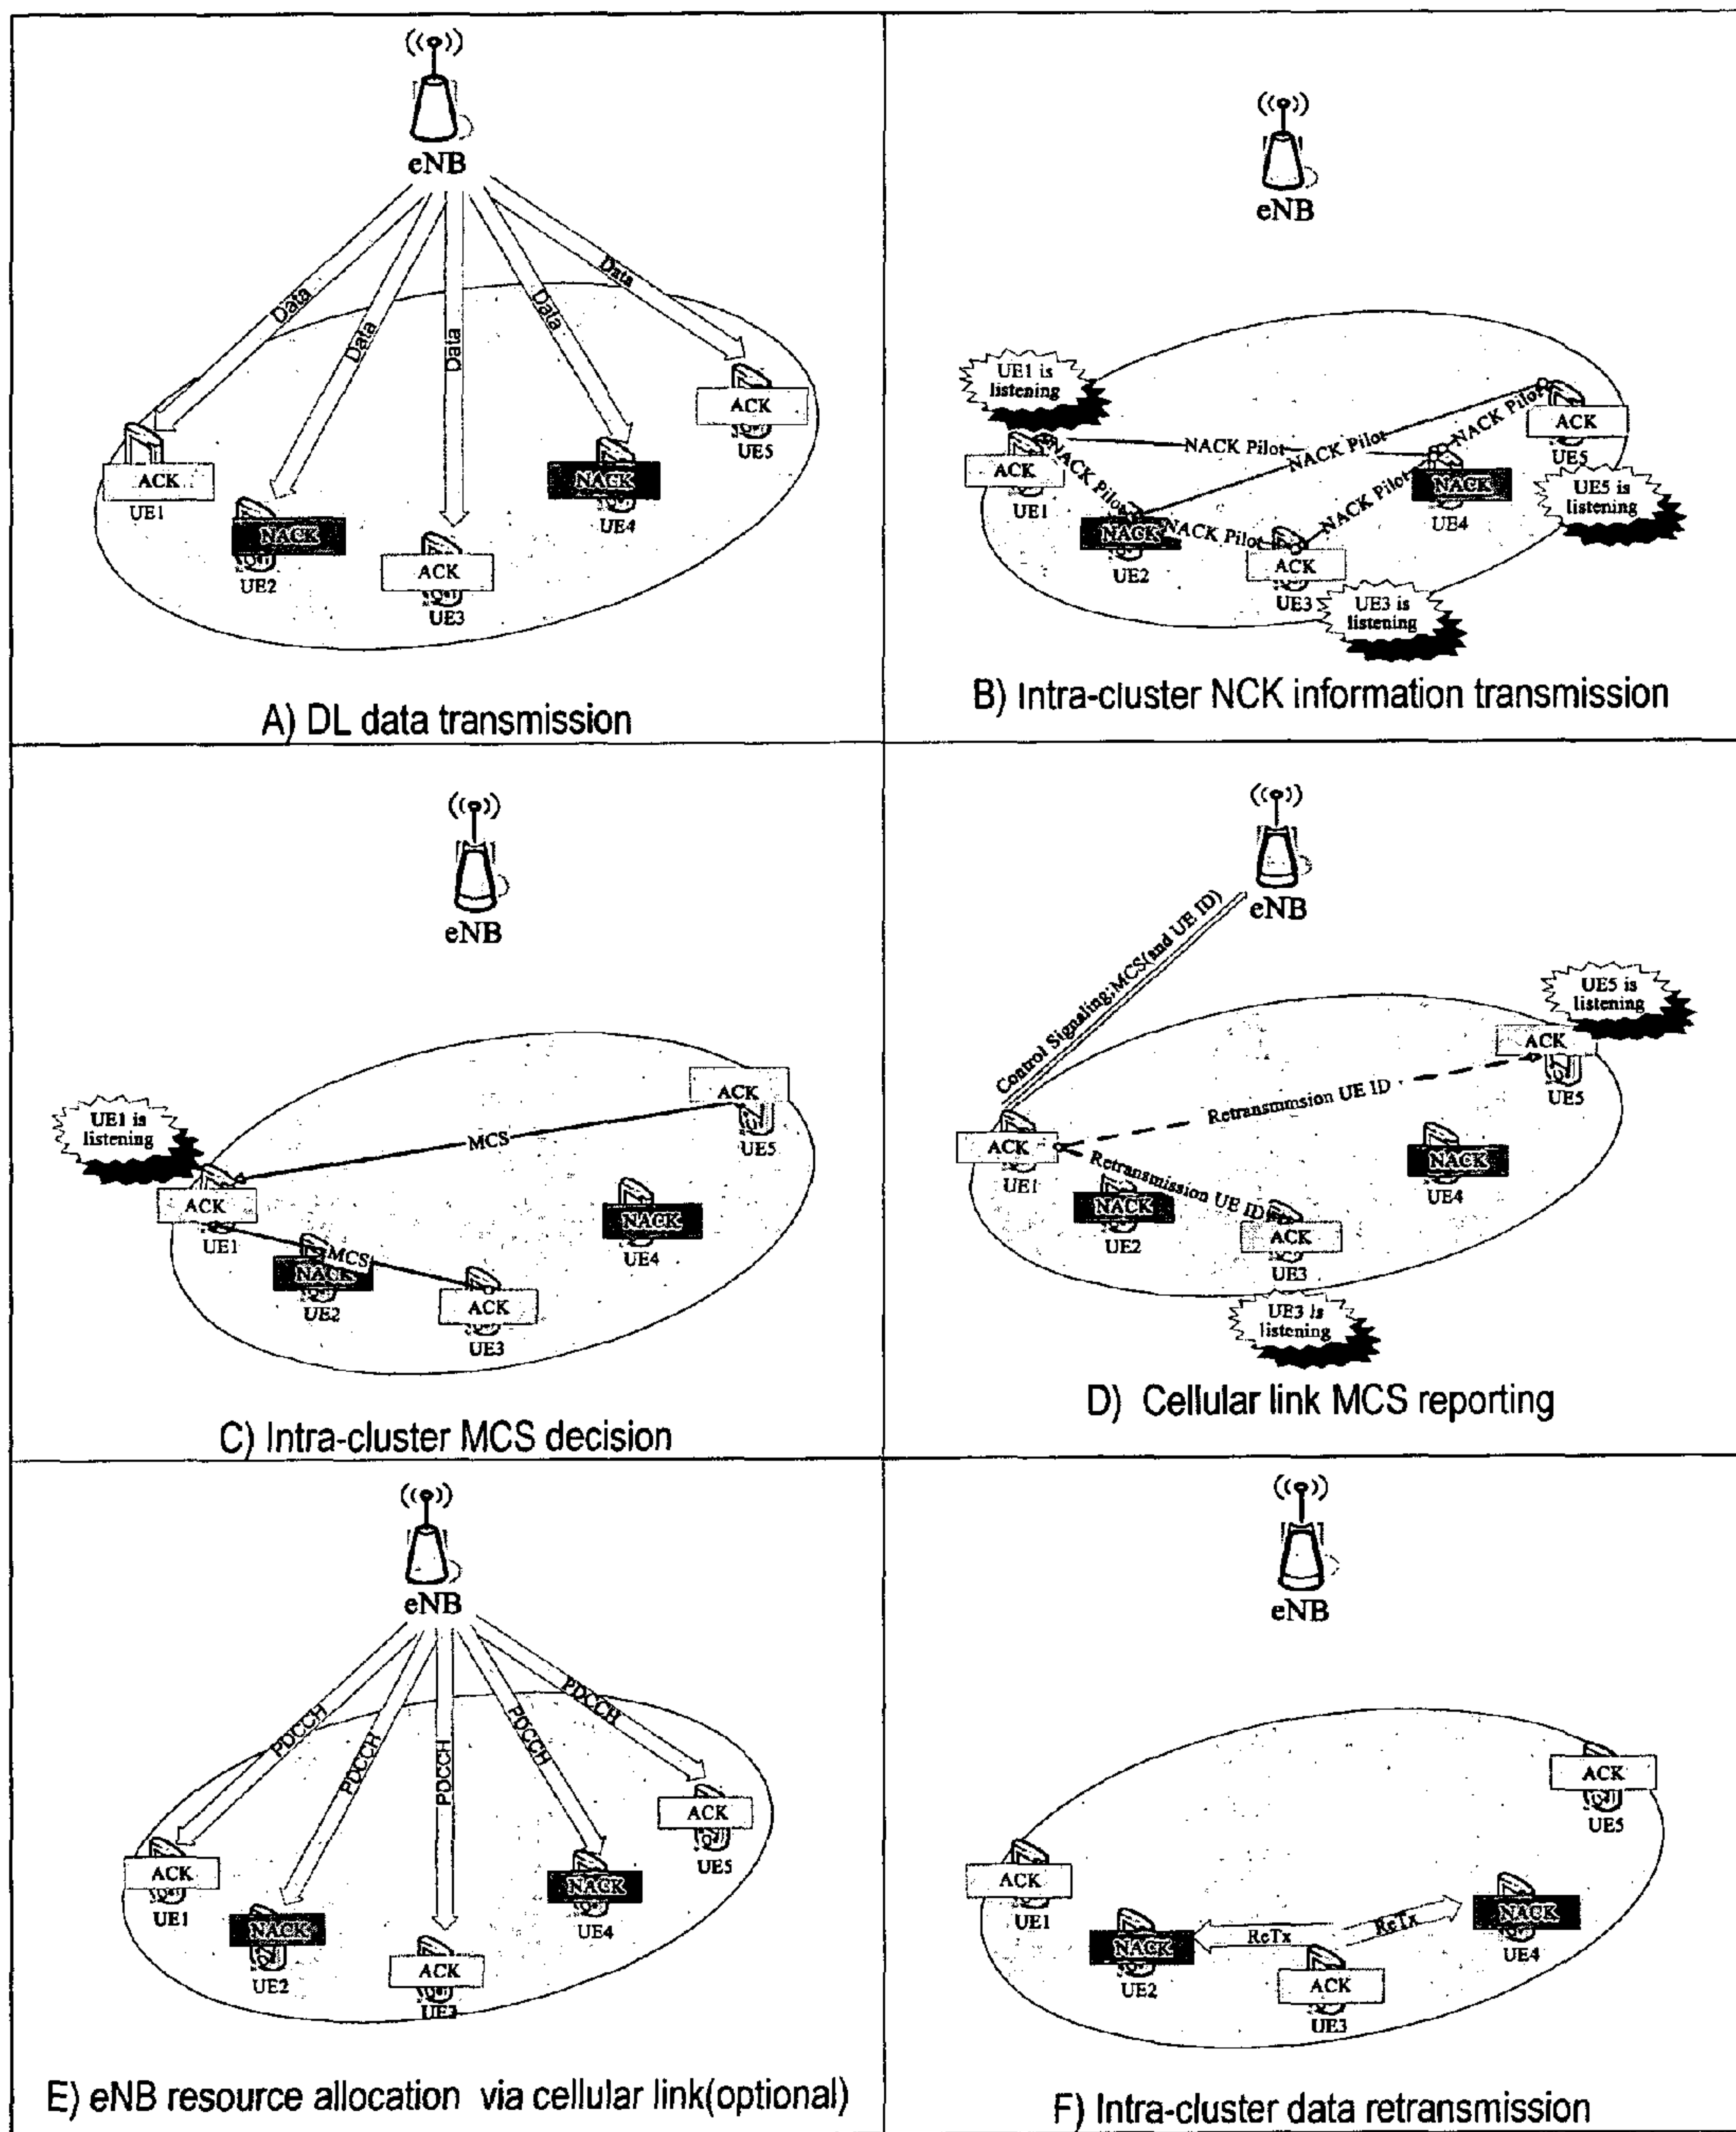 eNB
Data
Data
Data
Data
Data
ACK
UE5
ACK
UE1
NACK
UE4
NACK
UE2
ACK
UE3
A) DL data transmission
eNB
UE1 is
listening
NACK Pilot
NACK Pilot
NACK Pilot
NACK Pilot
NACK Pilot
NACK Pilot
ACK
UE5
ACK
UE1
NACK
UE4
UE5 is
listening
NACK
UE2
ACK
UE3
UE3 is
listening
B) Intra-cluster NCK information transmission
eNB
UE1 is
listening
ACK
UE5
MCS
ACK
UE1
NACK
UE4
MCS
NACK
UE2
ACK
UE3
C) Intra-cluster MCS decision
eNB
Control Signaling;MCS(and UE ID)
UE5 is
listening
ACK
UE5
Retransmmsion UE ID
ACK
UE1
Retransmission UE ID
NACK
UE4
NACK
UE2
ACK
UE3
UE3 is
listening
D) Cellular link MCS reporting
eNB
PDCCH
PDCCH
PDCCH
PDCCH
PDCCH
ACK
UE5
ACK
UE1
NACK
UE4
NACK
UE2
ACK
UE3
E) eNB resource allocation via cellular link(optional)
eNB
ACK
UE5
ACK
UE1
NACK
UE4
ReTx
ReTx
NACK
UE2
ACK
UE3
F) Intra-cluster data retransmission